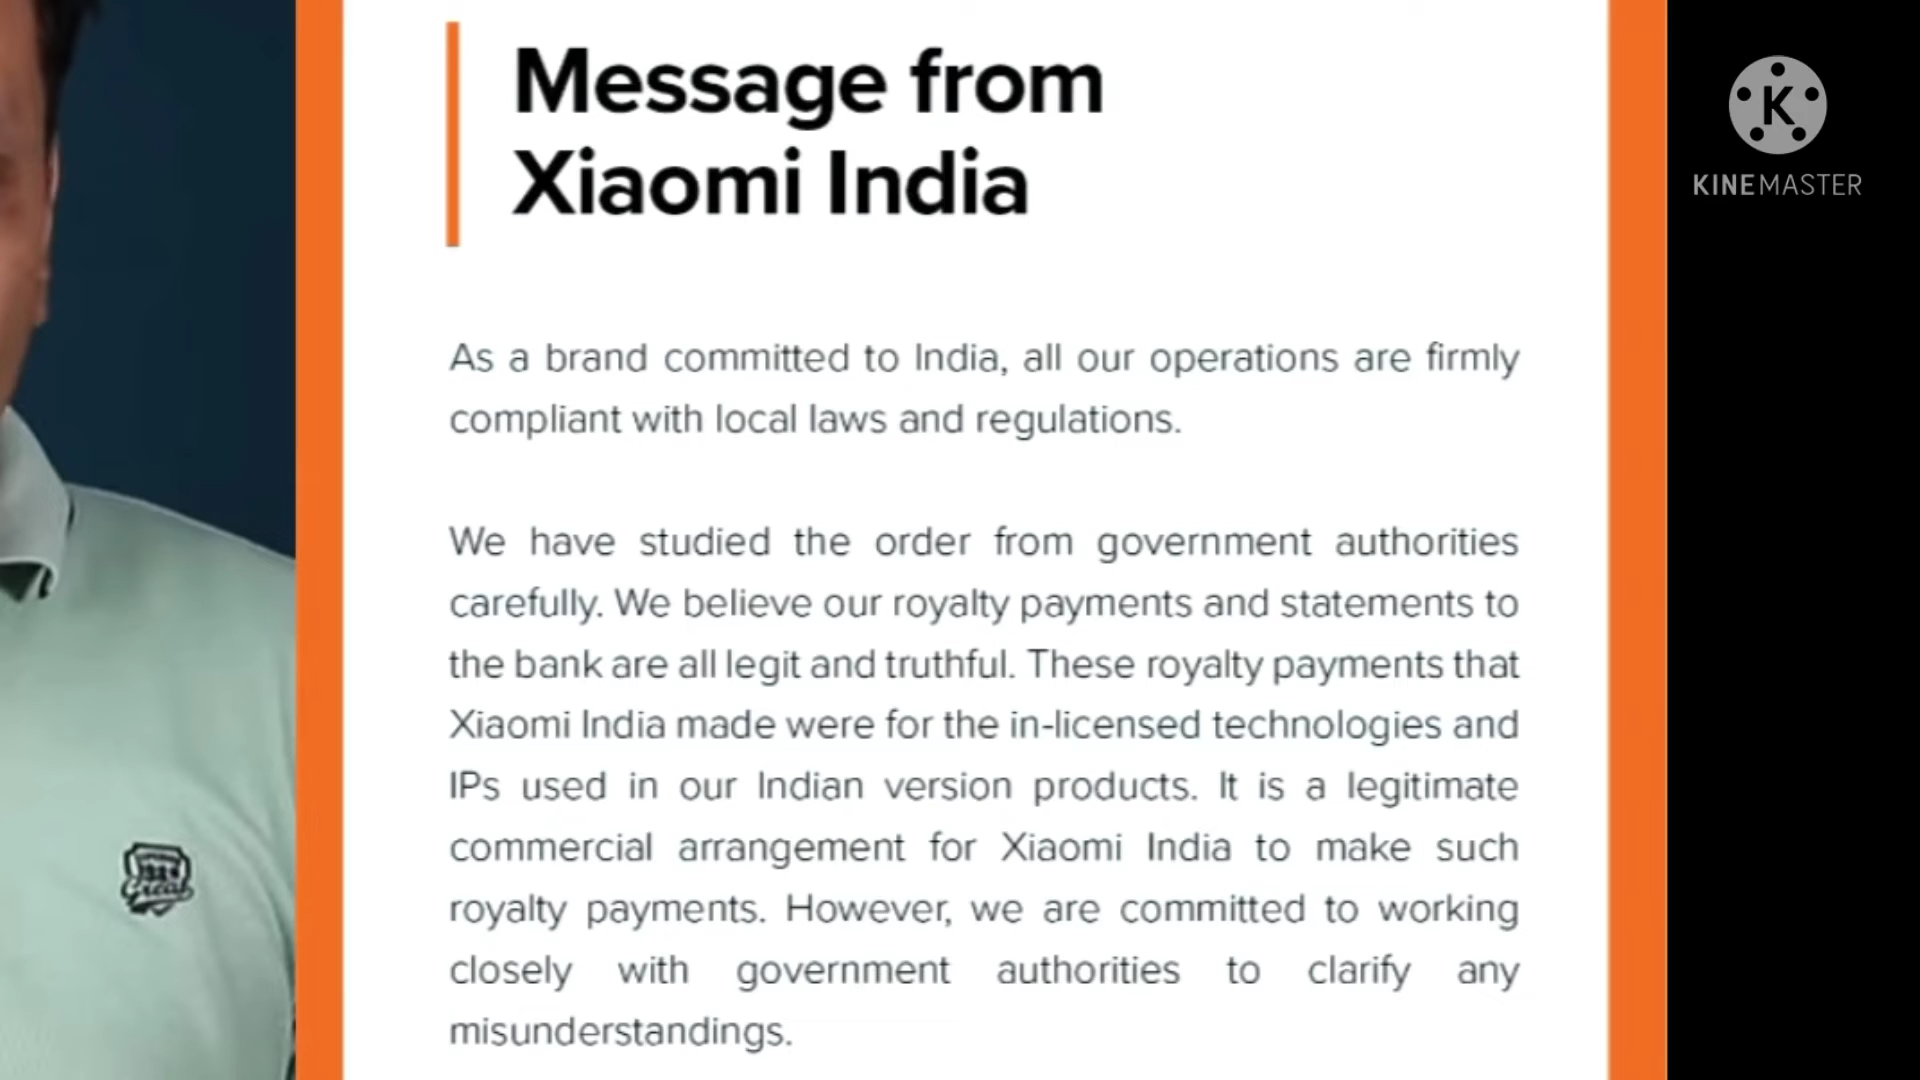 Message from
Xiaomi India
As a brand committed to India, all our operations are firmly
compliant with local laws and regulations.
We have studied the order from government authorities
carefully. We believe our royalty payments and statements to
the bank are all legit and truthful. These royalty payments that
Xiaomi India made were for the in-licensed technologies and
IPs used in our Indian version products. It is a legitimate
commercial arrangement for Xiaomi India to make such
royalty payments. However, we are committed to working
closely with government authorities to clarify any
misunderstandings.
K
KINEMASTER
Great